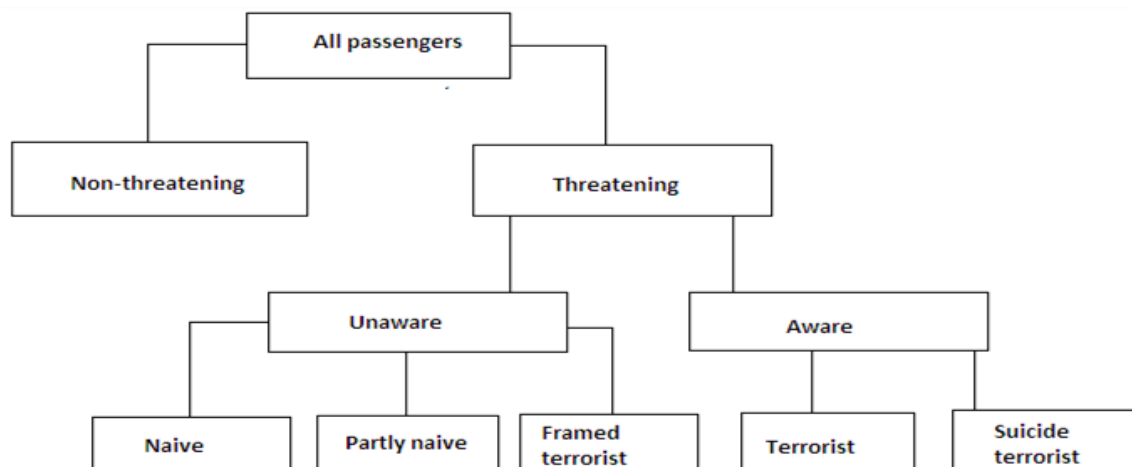 All passengers
Non-threatening
Threatening
Unaware
Aware
Naive
Partly naive
Framed
terrorist
Terrorist
Suicide
terrorist